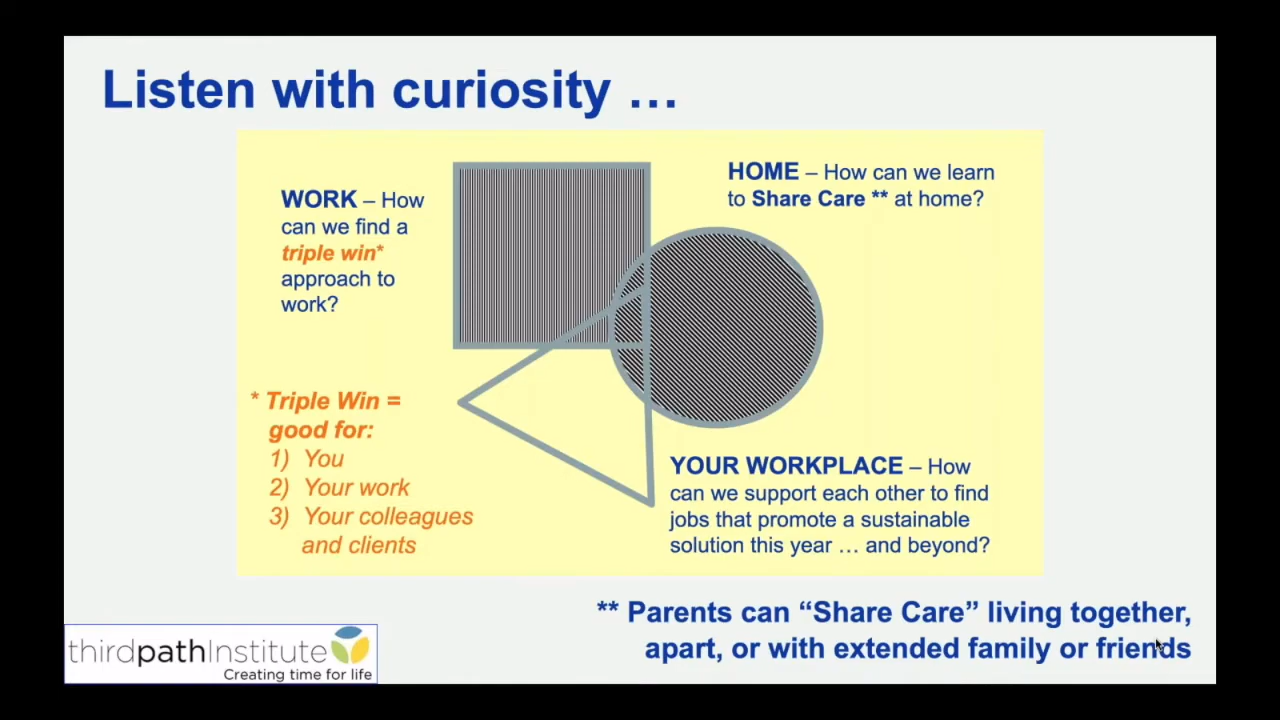 Listen with curiosity …
WORK – How
can we find a
triple win*
approach to
work?
HOME – How can we learn
to Share Care ** at home?
* Triple Win =
good for:
1) You
2) Your work
3) Your colleagues
and clients
YOUR WORKPLACE – How
can we support each other to find
jobs that promote a sustainable
solution this year … and beyond?
** Parents can “Share Care” living together,
apart, or with extended family or friends
thirdpathInstitute
Creating time for life